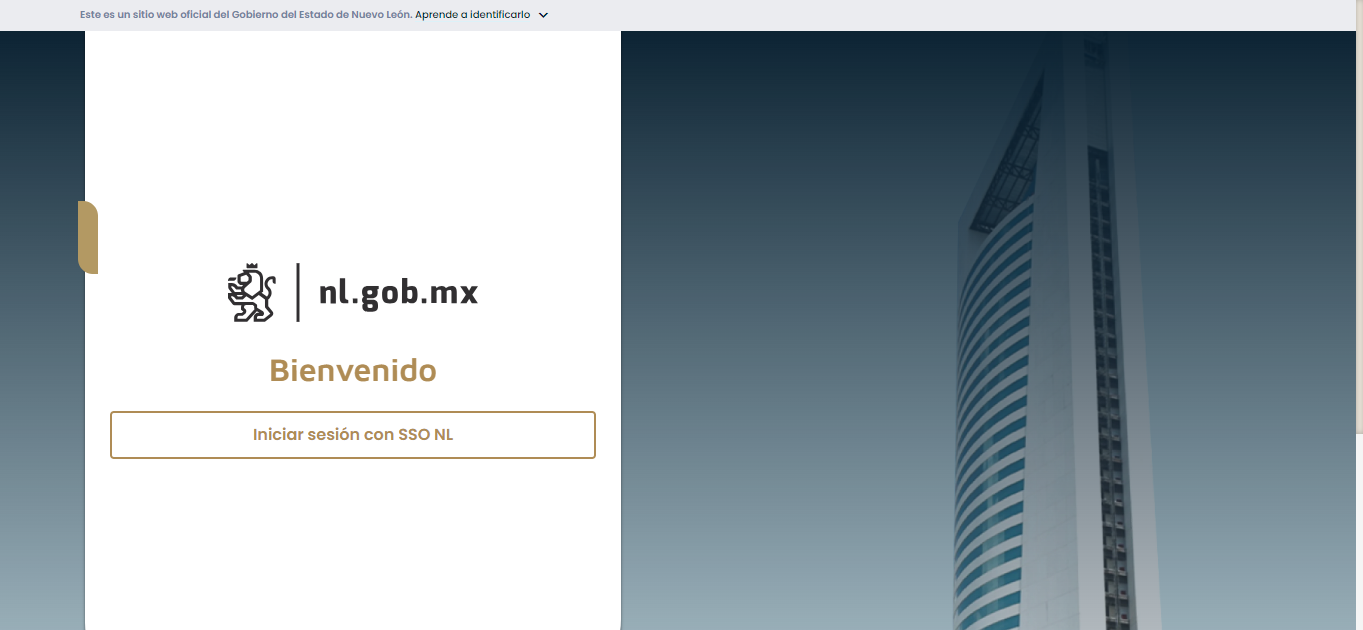 Este es un sitio web oficial del Gobierno del Estado de Nuevo León. Aprende a identificarlo
nl.gob.mx
Bienvenido
Iniciar sesión con SSO NL